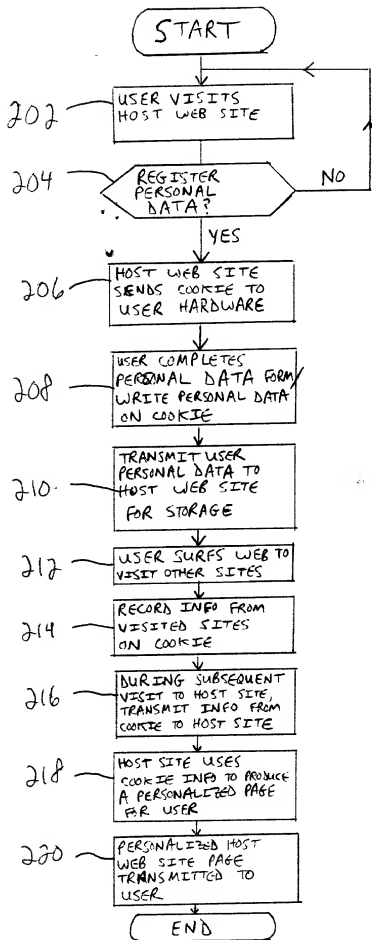 START
202
USER VISITS
HOST WEB SITE
204
REGISTER
PERSONAL
DATA?
NO
YES
206
HOST WEB SITE
SENDS COOKIE TO
USER HARDWARE
208
USER COMPLETES
PERSONAL DATA FORM/
WRITE PERSONAL DATA
ON COOKIE
210
TRANSMIT USER
PERSONAL DATA TO
HOST WEB SITE
FOR STORAGE
212
USER SURFS WEB TO
VISIT OTHER SITES
214
RECORD INFO FROM
VISITED SITES
ON COOKIE
216
DURING SUBSEQUENT
VISIT TO HOST SITE,
TRANSMIT INFO FROM
COOKIE TO HOST SITE
218
HOST SITE USES
COOKIE INFO TO PRODUCE
A PERSONALIZED PAGE
FOR USER
220
PERSONALIZED HOST
WEB SITE PAGE
TRANSMITTED TO
USER
END